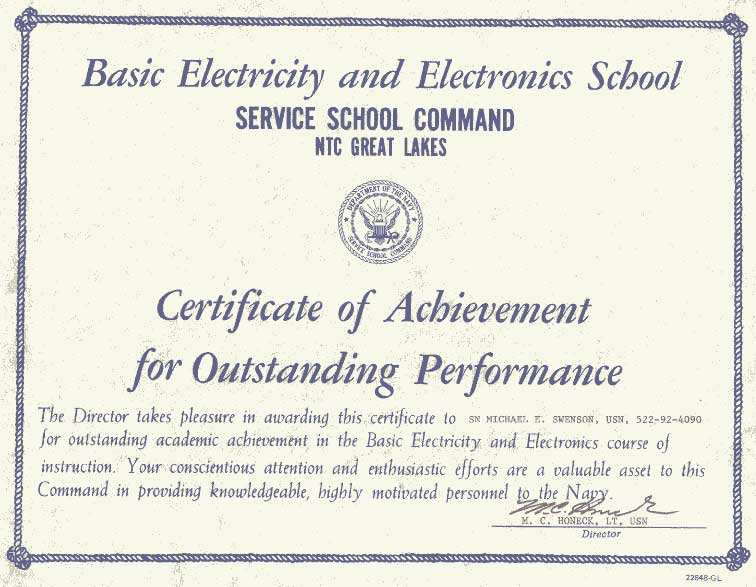 Basic Electricity and Electronics School
SERVICE SCHOOL COMMAND
NTC GREAT LAKES
DEPARTMENT OF THE NAVY
SERVICE SCHOOL COMMAND
Certificate of Achievement
for Outstanding Performance
The Director takes pleasure in awarding this certificate to SN MICHAEL E. SWENSON, USN, 522-92-4090
for outstanding academic achievement in the Basic Electricity and Electronics course of
instruction. Your conscientious attention and enthusiastic efforts are a valuable asset to this
Command in providing knowledgeable, highly motivated personnel to the Navy.
M. C. HONECK, LT, USN
Director
22848-GL